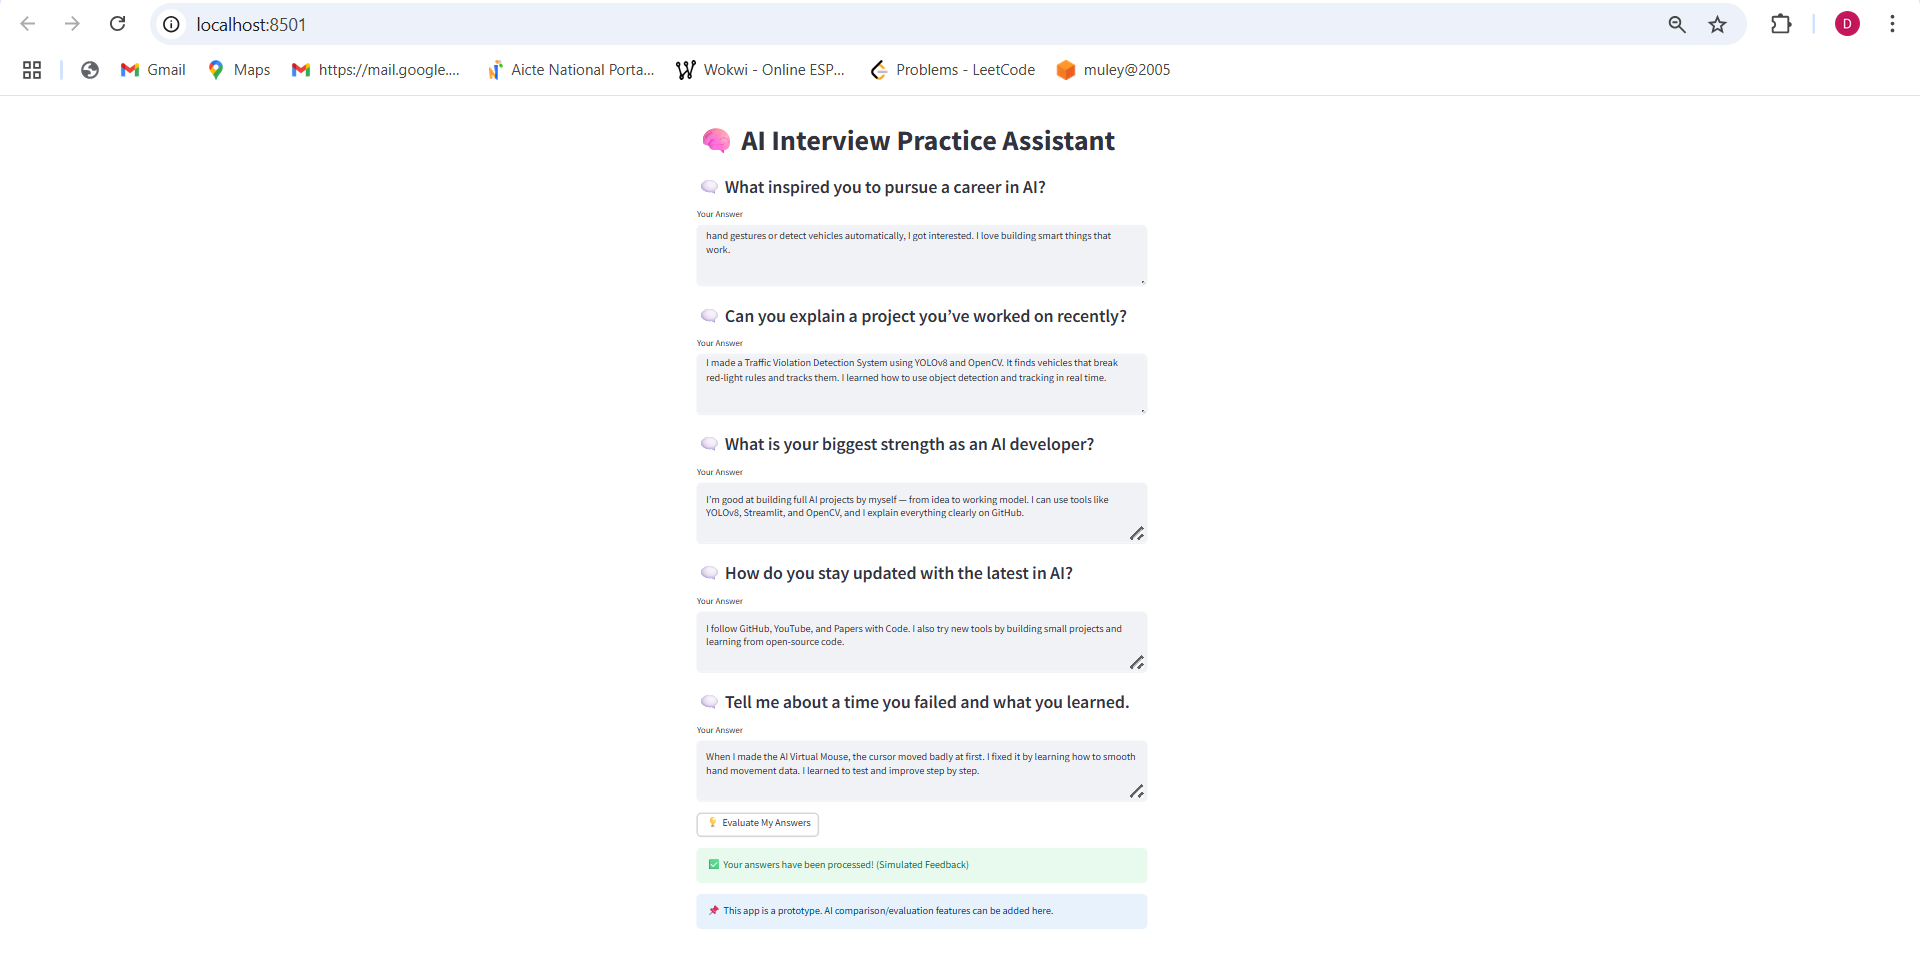 localhost:8501
D
Gmail
Maps
https://mail.google....
Aicte National Porta...
Wokwi - Online ESP...
Problems - LeetCode
muley@2005
AI Interview Practice Assistant
What inspired you to pursue a career in AI?
Your Answer
hand gestures or detect vehicles automatically, I got interested. I love building smart things that
work.
Can you explain a project you’ve worked on recently?
Your Answer
I made a Traffic Violation Detection System using YOLOv8 and OpenCV. It finds vehicles that break
red-light rules and tracks them. I learned how to use object detection and tracking in real time.
What is your biggest strength as an AI developer?
Your Answer
I’m good at building full AI projects by myself — from idea to working model. I can use tools like
YOLOv8, Streamlit, and OpenCV, and I explain everything clearly on GitHub.
How do you stay updated with the latest in AI?
Your Answer
I follow GitHub, YouTube, and Papers with Code. I also try new tools by building small projects and
learning from open-source code.
Tell me about a time you failed and what you learned.
Your Answer
When I made the AI Virtual Mouse, the cursor moved badly at first. I fixed it by learning how to smooth
hand movement data. I learned to test and improve step by step.
Evaluate My Answers
Your answers have been processed! (Simulated Feedback)
This app is a prototype. AI comparison/evaluation features can be added here.